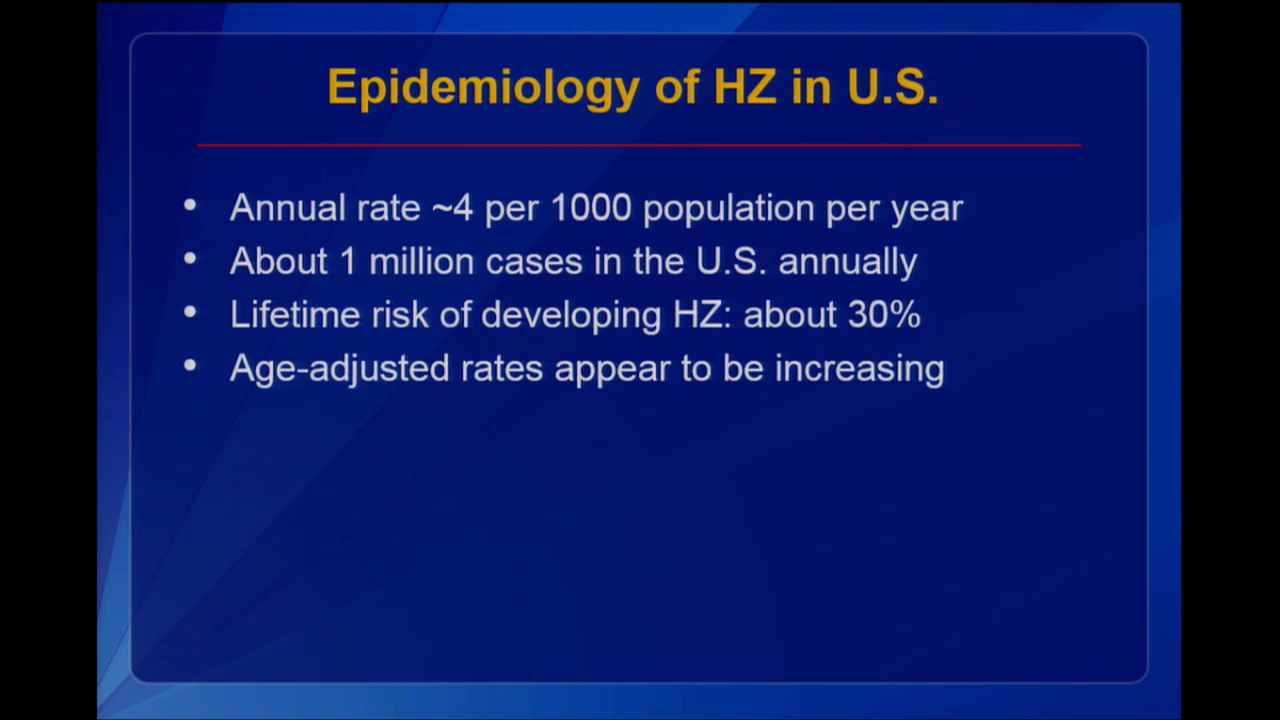 Epidemiology of HZ in U.S.
• Annual rate ~4 per 1000 population per year
• About 1 million cases in the U.S. annually
• Lifetime risk of developing HZ: about 30%
• Age-adjusted rates appear to be increasing